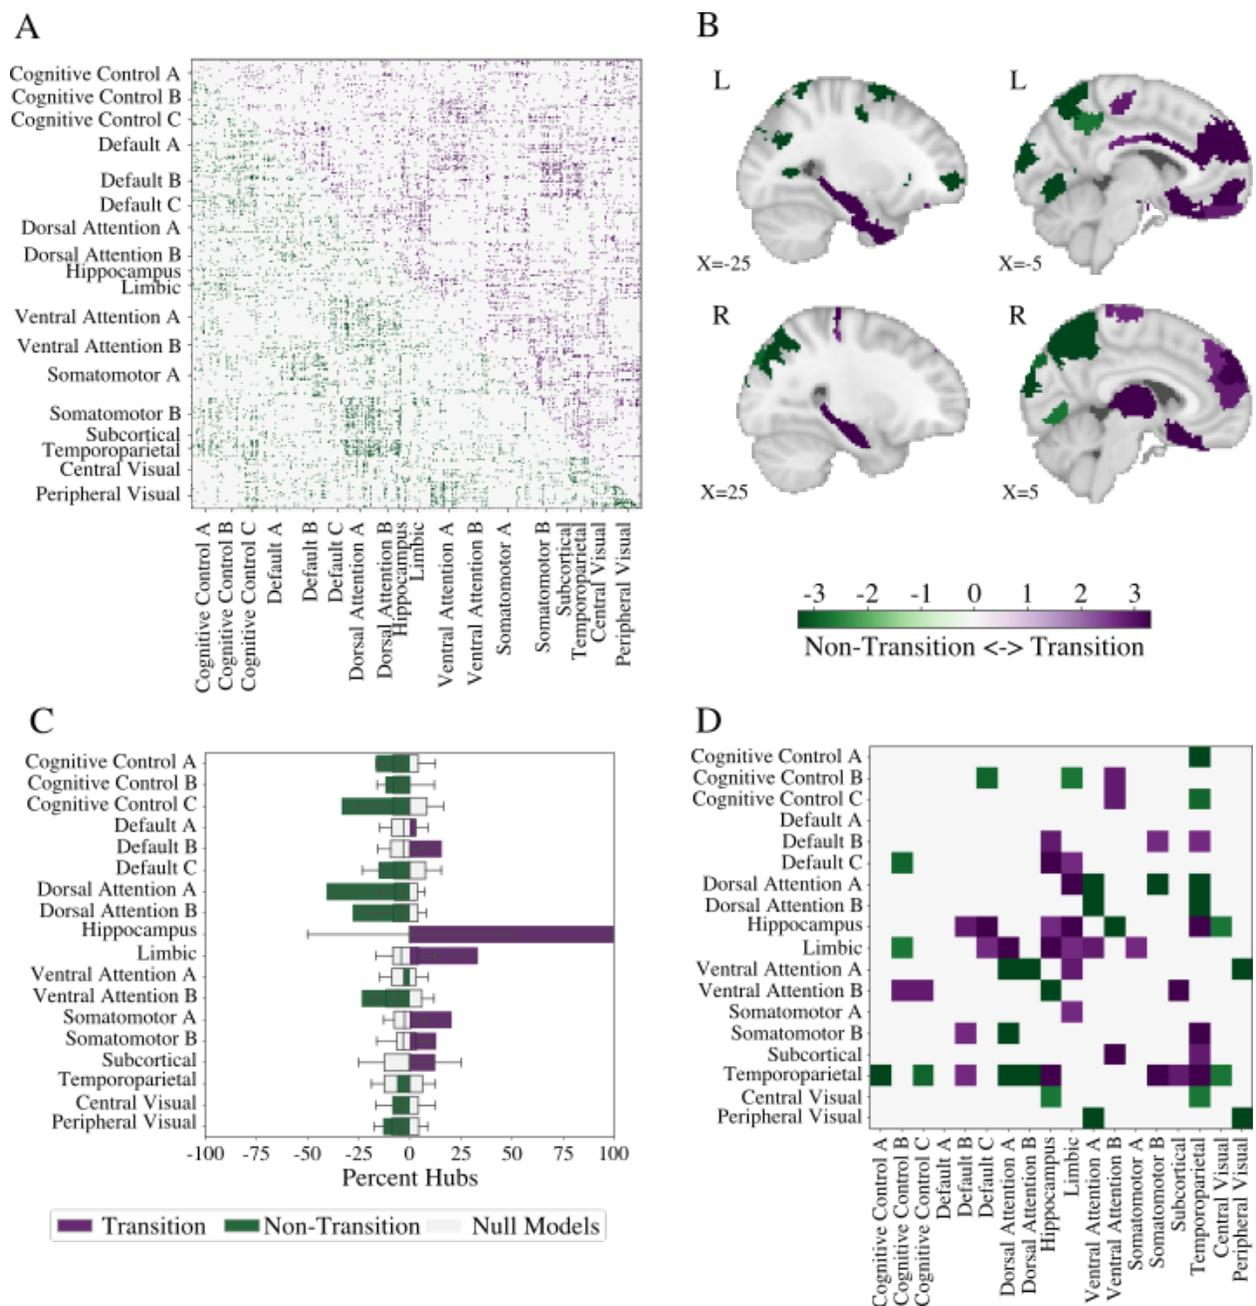 A
Cognitive Control A
Cognitive Control B
Cognitive Control C
Default A
Default B
Default C
Dorsal Attention A
Dorsal Attention B
Hippocampus
Limbic
Ventral Attention A
Ventral Attention B
Somatomotor A
Somatomotor B
Subcortical
Temporoparietal
Central Visual
Peripheral Visual
Cognitive Control A
Cognitive Control B
Cognitive Control C
Default A
Default B
Default C
Dorsal Attention A
Dorsal Attention B
Hippocampus
Limbic
Ventral Attention A
Ventral Attention B
Somatomotor A
Somatomotor B
Subcortical
Temporoparietal
Central Visual
Peripheral Visual
B
L
L
X=-25
X=-5
R
R
X=25
X=5
-3 -2 -1 0 1 2 3
Non-Transition <-> Transition
C
Cognitive Control A
Cognitive Control B
Cognitive Control C
Default A
Default B
Default C
Dorsal Attention A
Dorsal Attention B
Hippocampus
Limbic
Ventral Attention A
Ventral Attention B
Somatomotor A
Somatomotor B
Subcortical
Temporoparietal
Central Visual
Peripheral Visual
-100 -75 -50 -25 0 25 50 75 100
Percent Hubs
Transition Non-Transition Null Models
D
Cognitive Control A
Cognitive Control B
Cognitive Control C
Default A
Default B
Default C
Dorsal Attention A
Dorsal Attention B
Hippocampus
Limbic
Ventral Attention A
Ventral Attention B
Somatomotor A
Somatomotor B
Subcortical
Temporoparietal
Central Visual
Peripheral Visual
Cognitive Control A
Cognitive Control B
Cognitive Control C
Default A
Default B
Default C
Dorsal Attention A
Dorsal Attention B
Hippocampus
Limbic
Ventral Attention A
Ventral Attention B
Somatomotor A
Somatomotor B
Subcortical
Temporoparietal
Central Visual
Peripheral Visual